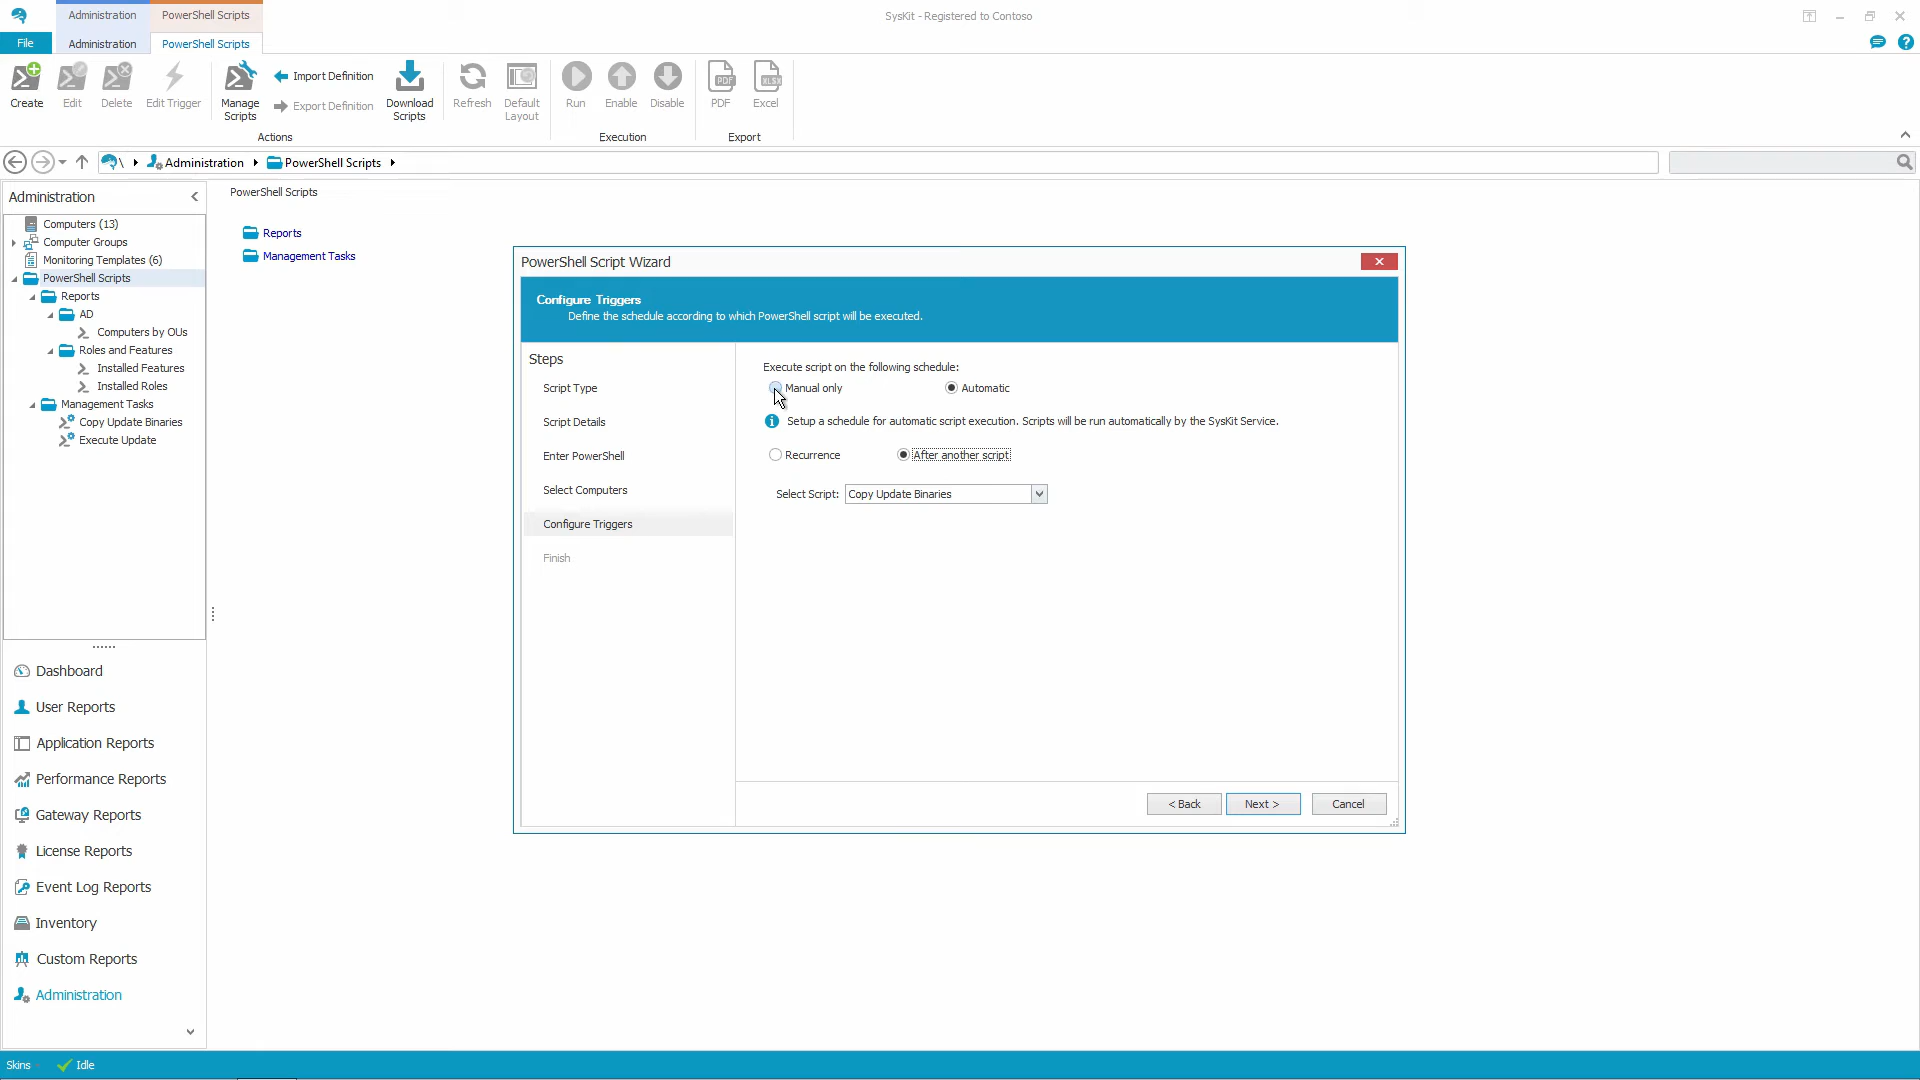 Administration
PowerShell Scripts
SysKit - Registered to Contoso
File
Administration
PowerShell Scripts
Create
Edit
Delete
Edit Trigger
Manage
Scripts
Import Definition
Export Definition
Download
Scripts
Refresh
Default
Layout
Run
Enable
Disable
PDF
PDF
XLSX
Excel
Actions
Execution
Export
\
Administration
PowerShell Scripts
Administration
Computers (13)
Computer Groups
Monitoring Templates (6)
PowerShell Scripts
Reports
AD
Computers by OUs
Roles and Features
Installed Features
Installed Roles
Management Tasks
Copy Update Binaries
Execute Update
Dashboard
User Reports
Application Reports
Performance Reports
Gateway Reports
License Reports
Event Log Reports
Inventory
Custom Reports
Administration
PowerShell Scripts
Reports
Management Tasks
PowerShell Script Wizard
Configure Triggers
Define the schedule according to which PowerShell script will be executed.
Steps
Script Type
Script Details
Enter PowerShell
Select Computers
Configure Triggers
Finish
Execute script on the following schedule:
Manual only
Automatic
Setup a schedule for automatic script execution. Scripts will be run automatically by the SysKit Service.
Recurrence
After another script
Select Script:
Copy Update Binaries
< Back
Next >
Cancel
Skins
Idle